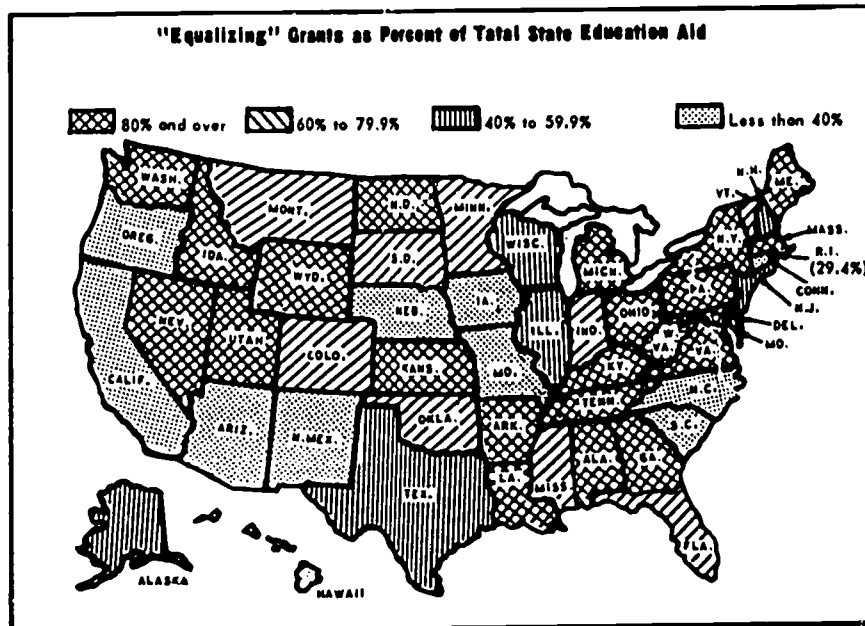 "Equalizing" Grants as Percent of Tatal State Education Aid
80% and over
60% to 79.9%
40% to 59.9%
Less than 40%
WASH.
MONT.
N.D.
MINN.
VT.
N.H.
ME.
OREG.
IDA.
S.D.
WISC.
MICH.
N.Y.
MASS.
R.I.
(29.4%)
CONN.
N.J.
DEL.
MD.
WYO.
NEB.
IA.
ILL.
IND.
OHIO
PA.
NEV.
UTAH
COLO.
KANS.
MO.
W.
VA.
VA.
KY.
CALIF.
ARIZ.
N.MEX.
OKLA.
ARK.
TENN.
N.C.
S.C.
TEX.
LA.
MISS.
ALA.
GA.
FLA.
ALASKA
HAWAII